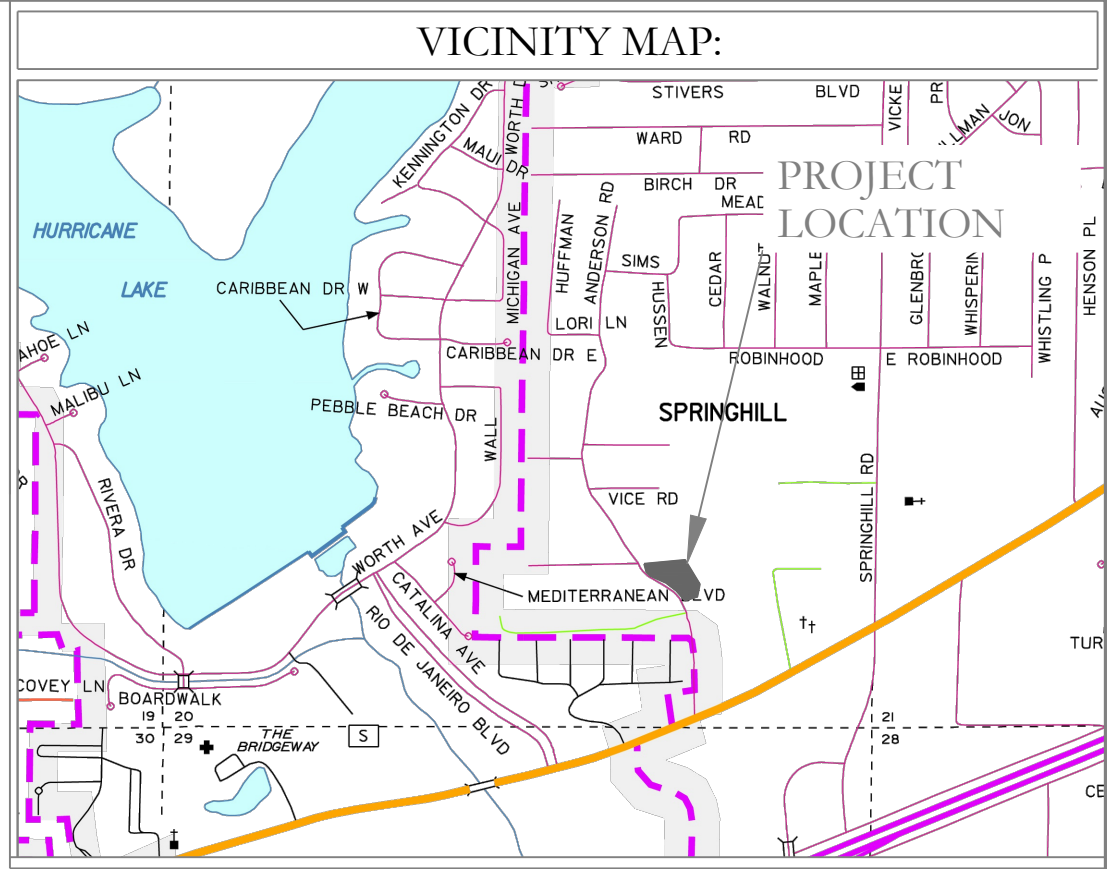 VICINITY MAP:
STIVERS BLVD
WARD RD
BIRCH DR
MEAD
VICKE
PR
JON
PROJECT
LOCATION
KENNINGTON DR
MAUI DR
WORTH D
MICHIGAN AVE
HURRICANE
LAKE
CARIBBEAN DR W
HUFFMAN
ANDERSON RD
SIMS
HUSSEN
CEDAR
WALNU
MAPLE
GLENBRO
WHISPERIN
WHISTLING P
HENSON PL
LORI LN
CARIBBEAN DR E
ROBINHOOD
E ROBINHOOD
AHOE LN
MALIBU LN
PEBBLE BEACH DR
WALL
SPRINGHILL
RIVERA DR
VICE RD
SPRINGHILL RD
WORTH AVE
CATALINA AVE
MEDITERRANEAN BLVD
RIO DE JANEIRO BLVD
TUR
COVEY LN
BOARDWALK
19 20
30 29
THE
BRIDGEWAY
S
21
28
CE